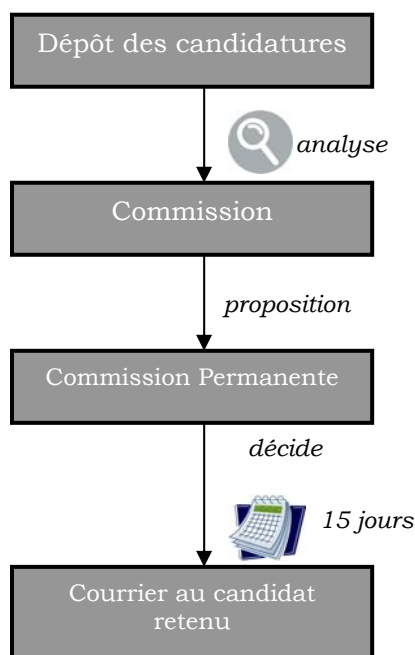 Dépôt des candidatures
analyse
Commission
proposition
Commission Permanente
décide
15 jours
Courrier au candidat
retenu